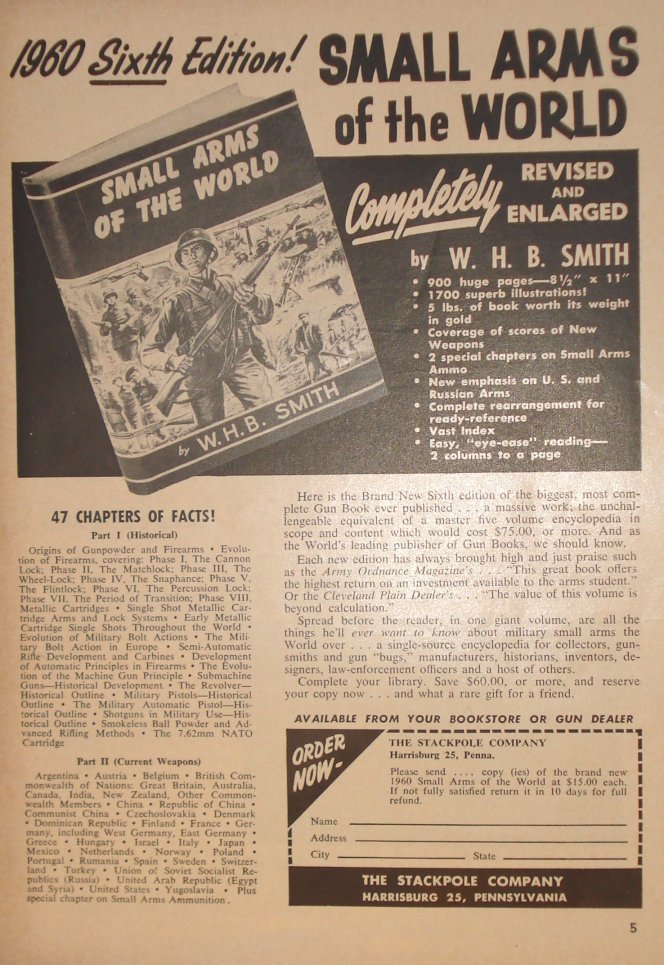 1960 Sixth Edition!
SMALL ARMS
of the WORLD
SMALL ARMS
OF THE WORLD
by W.H.B. SMITH
Completely
REVISED
AND
ENLARGED
by W. H. B. SMITH
• 900 huge pages—8½" x 11"
• 1700 superb illustrations!
• 5 lbs. of book worth its weight
in gold
• Coverage of scores of New
Weapons
• 2 special chapters on Small Arms
Ammo
• New emphasis on U. S. and
Russian Arms
• Complete rearrangement for
ready-reference
• Vast Index
• Easy, "eye-ease" reading—
2 columns to a page
47 CHAPTERS OF FACTS!
Part I (Historical)
Origins of Gunpowder and Firearms • Evolu-
tion of Firearms, covering: Phase I, The Cannon
Lock; Phase II, The Matchlock; Phase III, The
Wheel-Lock; Phase IV, The Snaphance; Phase V,
The Flintlock; Phase VI, The Percussion Lock;
Phase VII, The Period of Transition; Phase VIII,
Metallic Cartridges • Single Shot Metallic Car-
tridge Arms and Lock Systems • Early Metallic
Cartridge Single Shots Throughout the World •
Evolution of Military Bolt Actions • The Mili-
tary Bolt Action in Europe • Semi-Automatic
Rifle Development and Carbines • Development
of Automatic Principles in Firearms • The Evolu-
tion of the Machine Gun Principle • Submachine
Guns—Historical Development • The Revolver—
Historical Outline • Military Pistols—Historical
Outline • The Military Automatic Pistol—His-
torical Outline • Shotguns in Military Use—His-
torical Outline • Smokeless Ball Powder and Ad-
vanced Rifling Methods • The 7.62mm NATO
Cartridge
Part II (Current Weapons)
Argentina • Austria • Belgium • British Com-
monwealth of Nations: Great Britain, Australia,
Canada, India, New Zealand, Other Common-
wealth Members • China • Republic of China •
Communist China • Czechoslovakia • Denmark
• Dominican Republic • Finland • France • Ger-
many, including West Germany, East Germany •
Greece • Hungary • Israel • Italy • Japan •
Mexico • Netherlands • Norway • Poland •
Portugal • Rumania • Spain • Sweden • Switzer-
land • Turkey • Union of Soviet Socialist Re-
publics (Russia) • United Arab Republic (Egypt
and Syria) • United States • Yugoslavia • Plus
special chapter on Small Arms Ammunition.
Here is the Brand New Sixth edition of the biggest, most com-
plete Gun Book ever published . . . a massive work; the unchal-
lengeable equivalent of a master five volume encyclopedia in
scope and content which would cost $75.00, or more. And as
the World's leading publisher of Gun Books, we should know.
Each new edition has always brought high and just praise such
as the Army Ordnance Magazine's . . . "This great book offers
the highest return on an investment available to the arms student."
Or the Cleveland Plain Dealer's . . . "The value of this volume is
beyond calculation."
Spread before the reader, in one giant volume, are all the
things he'll ever want to know about military small arms the
World over . . . a single-source encyclopedia for collectors, gun-
smiths and gun "bugs," manufacturers, historians, inventors, de-
signers, law-enforcement officers and a host of others.
Complete your library. Save $60.00, or more, and reserve
your copy now . . . and what a rare gift for a friend.
AVAILABLE FROM YOUR BOOKSTORE OR GUN DEALER
ORDER
NOW-
THE STACKPOLE COMPANY
Harrisburg 25, Penna.
Please send .... copy (ies) of the brand new
1960 Small Arms of the World at $15.00 each.
If not fully satisfied return it in 10 days for full
refund.
Name
Address
City State
THE STACKPOLE COMPANY
HARRISBURG 25, PENNSYLVANIA
5